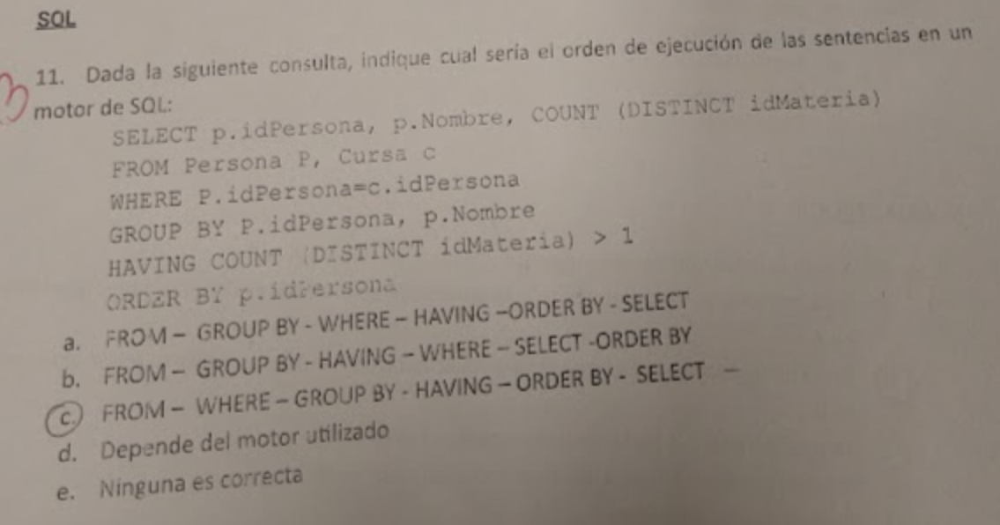 SQL
11. Dada la siguiente consulta, indique cual sería el orden de ejecución de las sentencias en un
motor de SQL:
SELECT p.idPersona, p.Nombre, COUNT (DISTINCT idMateria)
FROM Persona P, Cursa c
WHERE P.idPersona=c.idPersona
GROUP BY P.idPersona, p.Nombre
HAVING COUNT (DISTINCT idMateria) > 1
ORDER BY p.idPersona
a. FROM – GROUP BY - WHERE – HAVING –ORDER BY - SELECT
b. FROM – GROUP BY - HAVING – WHERE – SELECT -ORDER BY
c. FROM – WHERE – GROUP BY - HAVING – ORDER BY - SELECT
d. Depende del motor utilizado
e. Ninguna es correcta